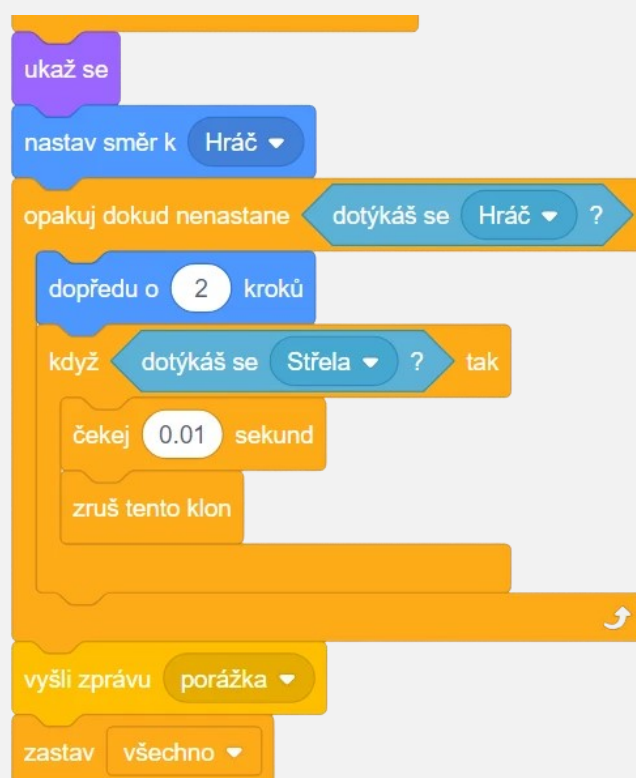 ukaž se
nastav směr k Hráč
opakuj dokud nenastane dotýkáš se Hráč ?
dopředu o 2 kroků
když dotýkáš se Střela ? tak
čekej 0.01 sekund
zruš tento klon
vyšli zprávu porážka
zastav všechno